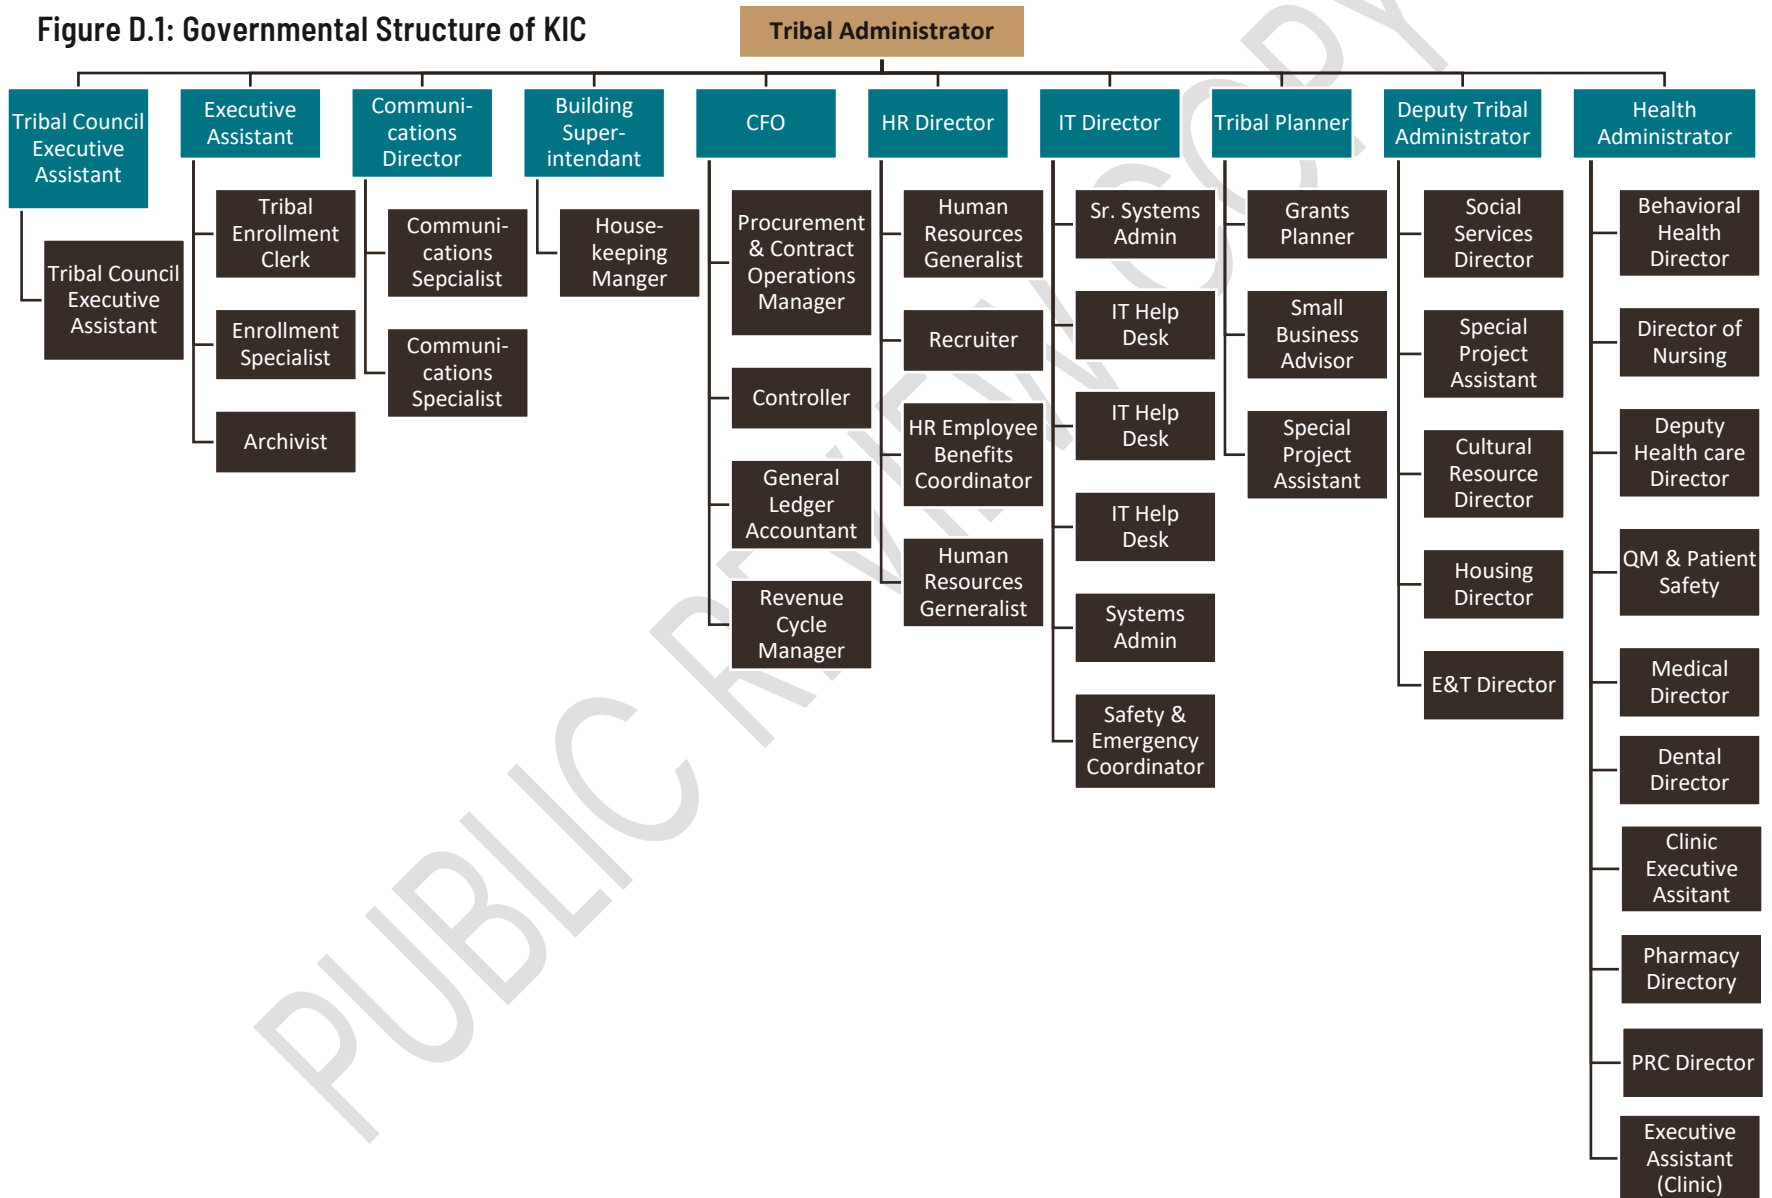 Figure D.1: Governmental Structure of KIC
Tribal Administrator
Tribal Council
Executive
Assistant
Tribal Council
Executive
Assistant
Executive
Assistant
Tribal
Enrollment
Clerk
Enrollment
Specialist
Archivist
Communi-
cations
Director
Communi-
cations
Sepcialist
Communi-
cations
Specialist
Building
Super-
intendant
House-
keeping
Manger
CFO
Procurement
& Contract
Operations
Manager
Controller
General
Ledger
Accountant
Revenue
Cycle
Manager
HR Director
Human
Resources
Generalist
Recruiter
HR Employee
Benefits
Coordinator
Human
Resources
Gerneralist
IT Director
Sr. Systems
Admin
IT Help
Desk
IT Help
Desk
IT Help
Desk
Systems
Admin
Safety &
Emergency
Coordinator
Tribal Planner
Grants
Planner
Small
Business
Advisor
Special
Project
Assistant
Deputy Tribal
Administrator
Social
Services
Director
Special
Project
Assistant
Cultural
Resource
Director
Housing
Director
E&T Director
Health
Administrator
Behavioral
Health
Director
Director of
Nursing
Deputy
Health care
Director
QM & Patient
Safety
Medical
Director
Dental
Director
Clinic
Executive
Assitant
Pharmacy
Directory
PRC Director
Executive
Assistant
(Clinic)
PUBLIC REVIEW COPY